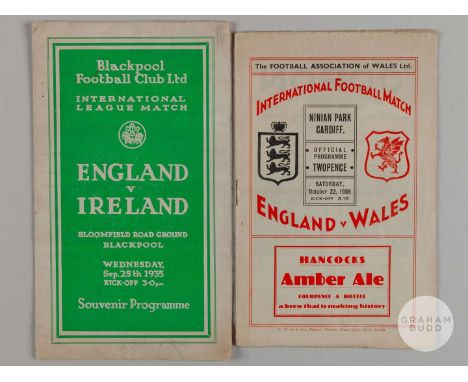 Blackpool
Football Club Ltd
INTERNATIONAL
LEAGUE MATCH
ENGLAND
V
IRELAND
BLOOMFIELD ROAD GROUND
BLACKPOOL
WEDNESDAY,
Sep. 25th 1935
KICK-OFF 3-0 p.m.
Souvenir Programme
The FOOTBALL ASSOCIATION of WALES Ltd.
INTERNATIONAL FOOTBALL MATCH
NINIAN PARK
CARDIFF.
OFFICIAL
PROGRAMME
TWOPENCE
SATURDAY,
October 22, 1938
KICK-OFF 3.15
ENGLAND v WALES
HANCOCKS
Amber Ale
FOURPENCE A BOTTLE
a brew that is making history
GRAHAM
BUDD